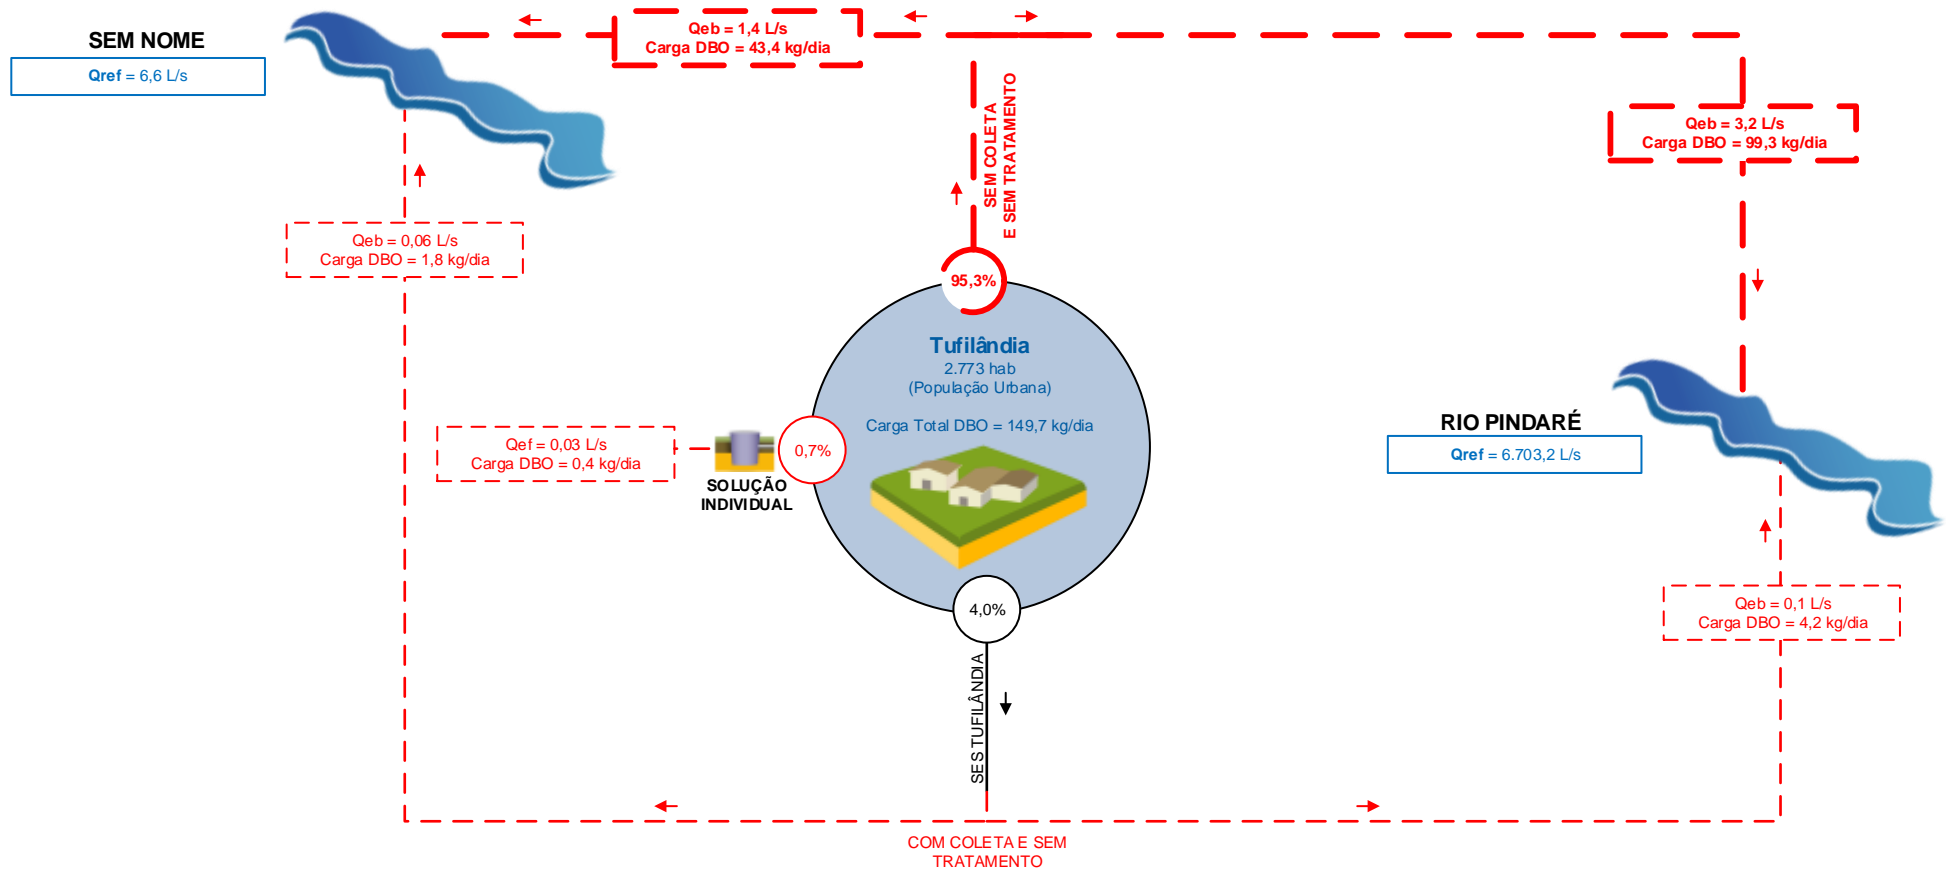 SEM NOME
Qref = 6,6 L/s
Qeb = 1,4 L/s
Carga DBO = 43,4 kg/dia
SEM COLETA
E SEM TRATAMENTO
Qeb = 3,2 L/s
Carga DBO = 99,3 kg/dia
Qeb = 0,06 L/s
Carga DBO = 1,8 kg/dia
95,3%
Tufilândia
2.773 hab
(População Urbana)
Carga Total DBO = 149,7 kg/dia
Qef = 0,03 L/s
Carga DBO = 0,4 kg/dia
0,7%
SOLUÇÃO
INDIVIDUAL
RIO PINDARÉ
Qref = 6.703,2 L/s
4,0%
SES TUFILÂNDIA
Qeb = 0,1 L/s
Carga DBO = 4,2 kg/dia
COM COLETA E SEM
TRATAMENTO